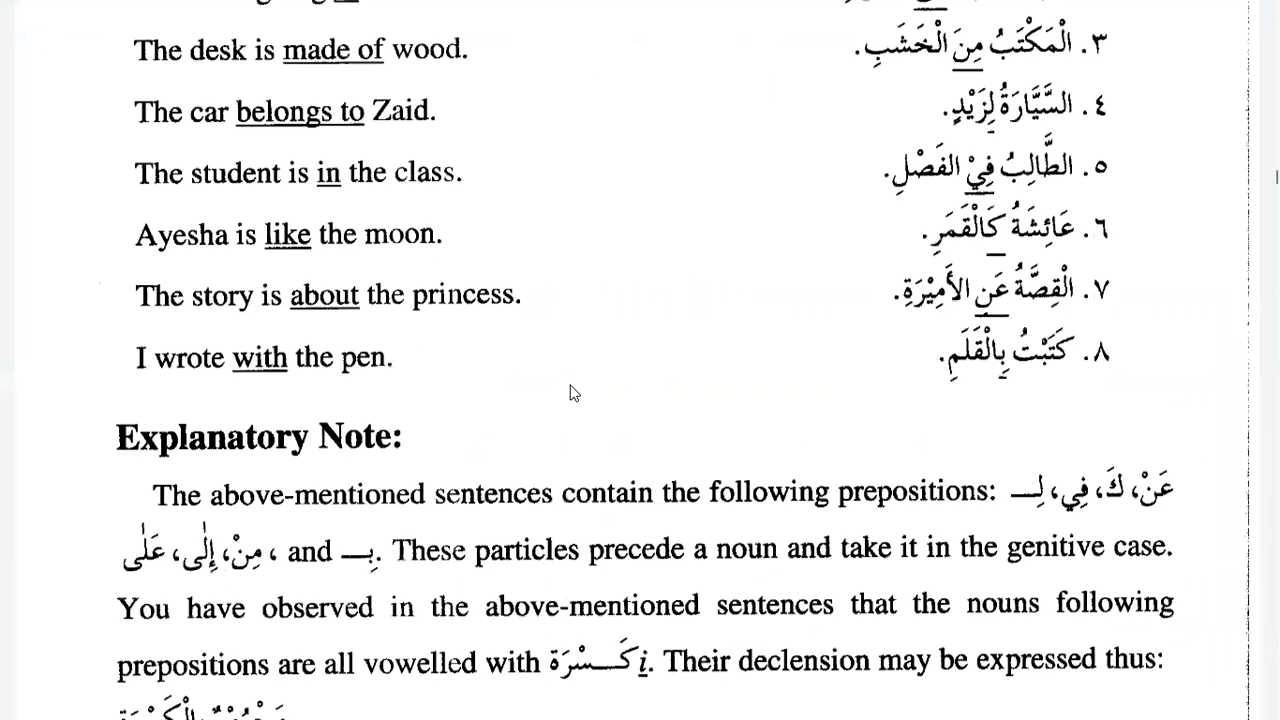 The desk is made of wood. ٣. الْمَكْتَبُ مِنَ الْخَشَبِ.
The car belongs to Zaid. ٤. السَّيَّارَةُ لِزَيْدٍ.
The student is in the class. ٥. الطَّالِبُ فِيْ الفَصْلِ.
Ayesha is like the moon. ٦. عَائِشَةُ كَالْقَمَرِ.
The story is about the princess. ٧. الْقِصَّةُ عَنِ الأَمِيْرَةِ.
I wrote with the pen. ٨. كَتَبْتُ بِالْقَلَمِ.
Explanatory Note:
The above-mentioned sentences contain the following prepositions: عَنْ، كَ، فِي، لِـ
، مِنْ، إِلٰى، عَلٰى and بِـ. These particles precede a noun and take it in the genitive case.
You have observed in the above-mentioned sentences that the nouns following
prepositions are all vowelled with كَسْرَة i. Their declension may be expressed thus: